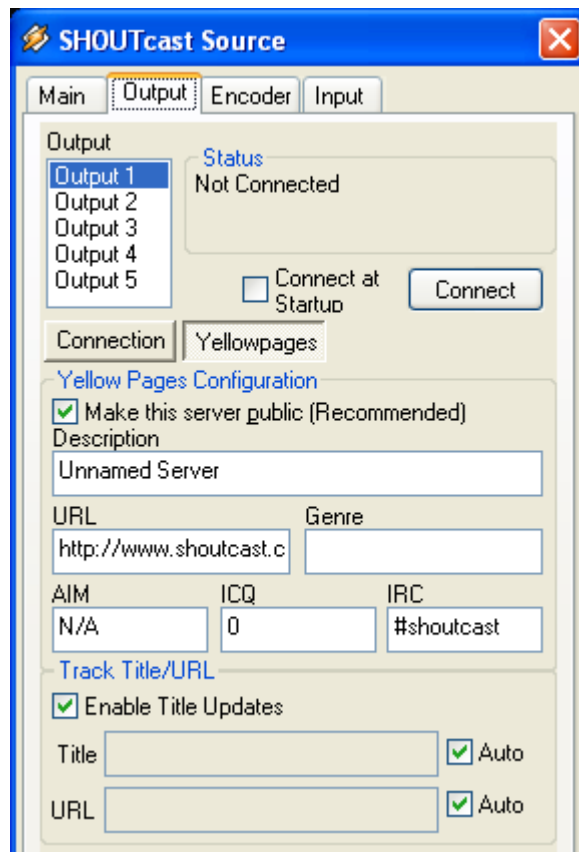 SHOUTcast Source
Main Output Encoder Input
Output
Output 1
Output 2
Output 3
Output 4
Output 5
Status
Not Connected
Connect at
Startup
Connect
Connection Yellowpages
Yellow Pages Configuration
Make this server public (Recommended)
Description
Unnamed Server
URL Genre
http://www.shoutcast.c
AIM ICQ IRC
N/A 0 #shoutcast
Track Title/URL
Enable Title Updates
Title Auto
URL Auto